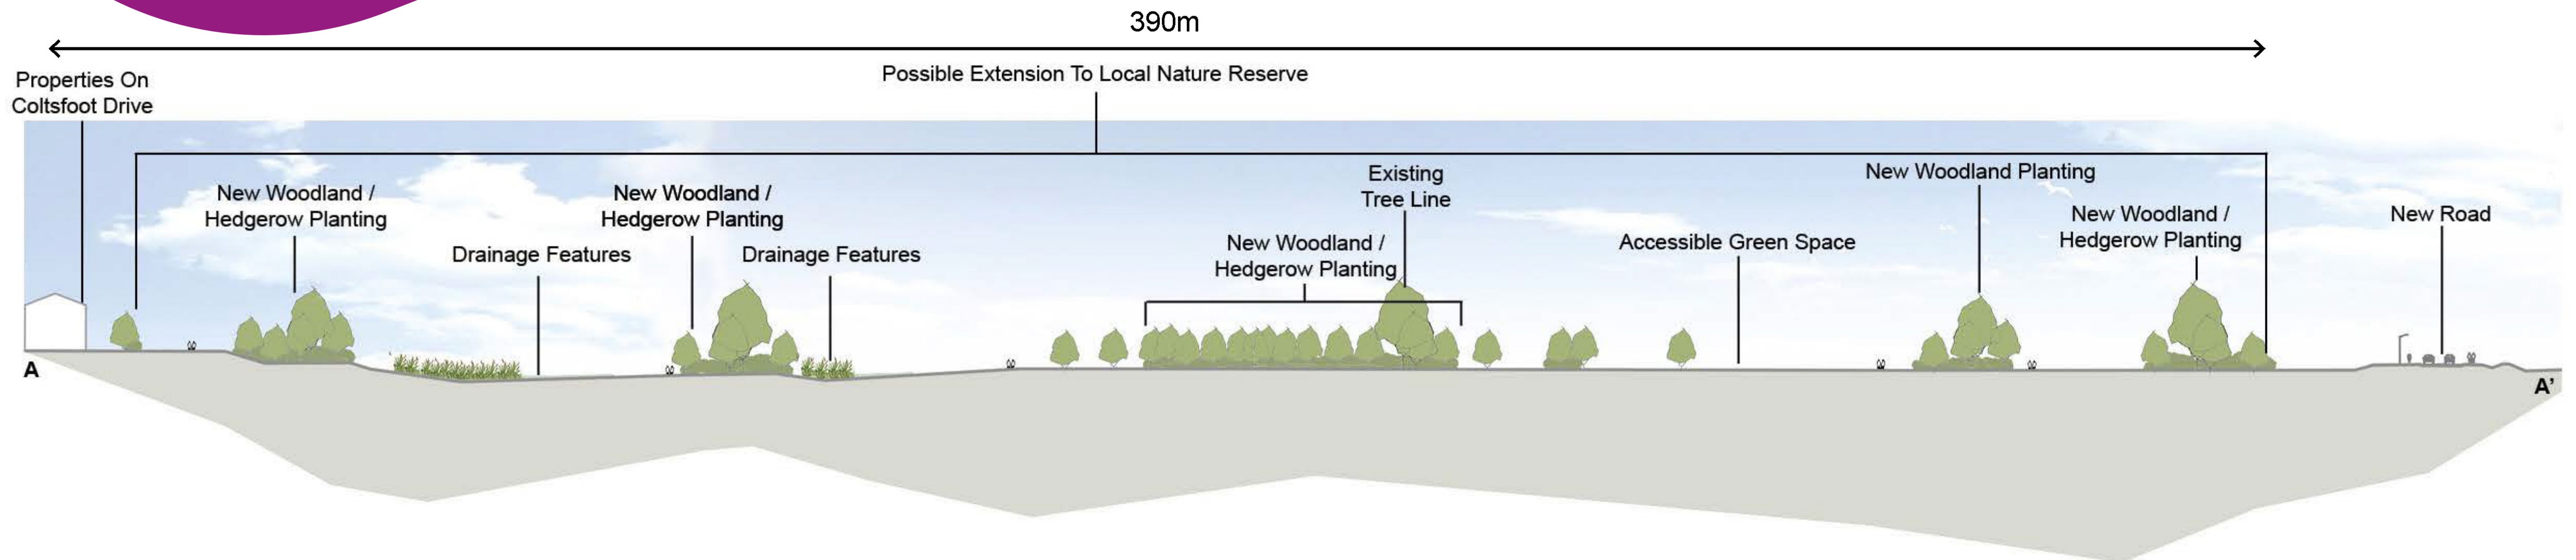 390m
Properties On
Coltsfoot Drive
Possible Extension To Local Nature Reserve
New Woodland /
Hedgerow Planting
Drainage Features
New Woodland /
Hedgerow Planting
Drainage Features
New Woodland /
Hedgerow Planting
Existing
Tree Line
Accessible Green Space
New Woodland Planting
New Woodland /
Hedgerow Planting
New Road
A
A'